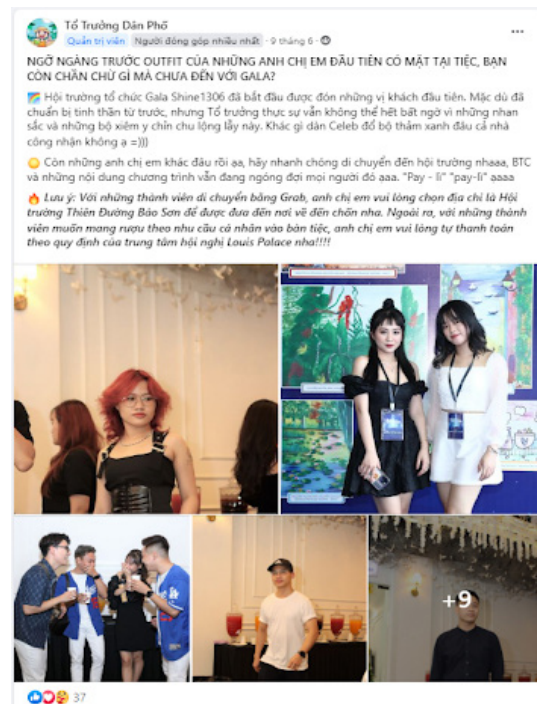 Tổ Trưởng Dân Phố
Quản trị viên Người đóng góp nhiều nhất · 9 tháng 6 ·
NGỠ NGÀNG TRƯỚC OUTFIT CỦA NHỮNG ANH CHỊ EM ĐẦU TIÊN CÓ MẶT TẠI TIỆC, BẠN
CÒN CHẦN CHỪ GÌ MÀ CHƯA ĐẾN VỚI GALA?
Hội trường tổ chức Gala Shine1306 đã bắt đầu được đón những vị khách đầu tiên. Mặc dù đã
chuẩn bị tinh thần từ trước, nhưng Tổ trưởng thực sự vẫn không thể hết bất ngờ vì những nhan
sắc và những bộ xiêm y chỉn chu lộng lẫy này. Khác gì dàn Celeb đổ bộ thảm xanh đâu cả nhà
công nhận không ạ =)))
Còn những anh chị em khác đâu rồi ạa, hãy nhanh chóng di chuyển đến hội trường nhaaa, BTC
và những nội dung chương trình vẫn đang ngóng đợi mọi người đó ạaa. "Pay - lì" "pay-lì" aaaa
Lưu ý: Với những thành viên di chuyển bằng Grab, anh chị em vui lòng chọn địa chỉ là Hội
trường Thiên Đường Bảo Sơn để được đưa đến nơi về đến chốn nha. Ngoài ra, với những thành
viên muốn mang rượu theo nhu cầu cá nhân vào bàn tiệc, anh chị em vui lòng tự thanh toán
theo quy định của trung tâm hội nghị Louis Palace nha!!!!
+9
37